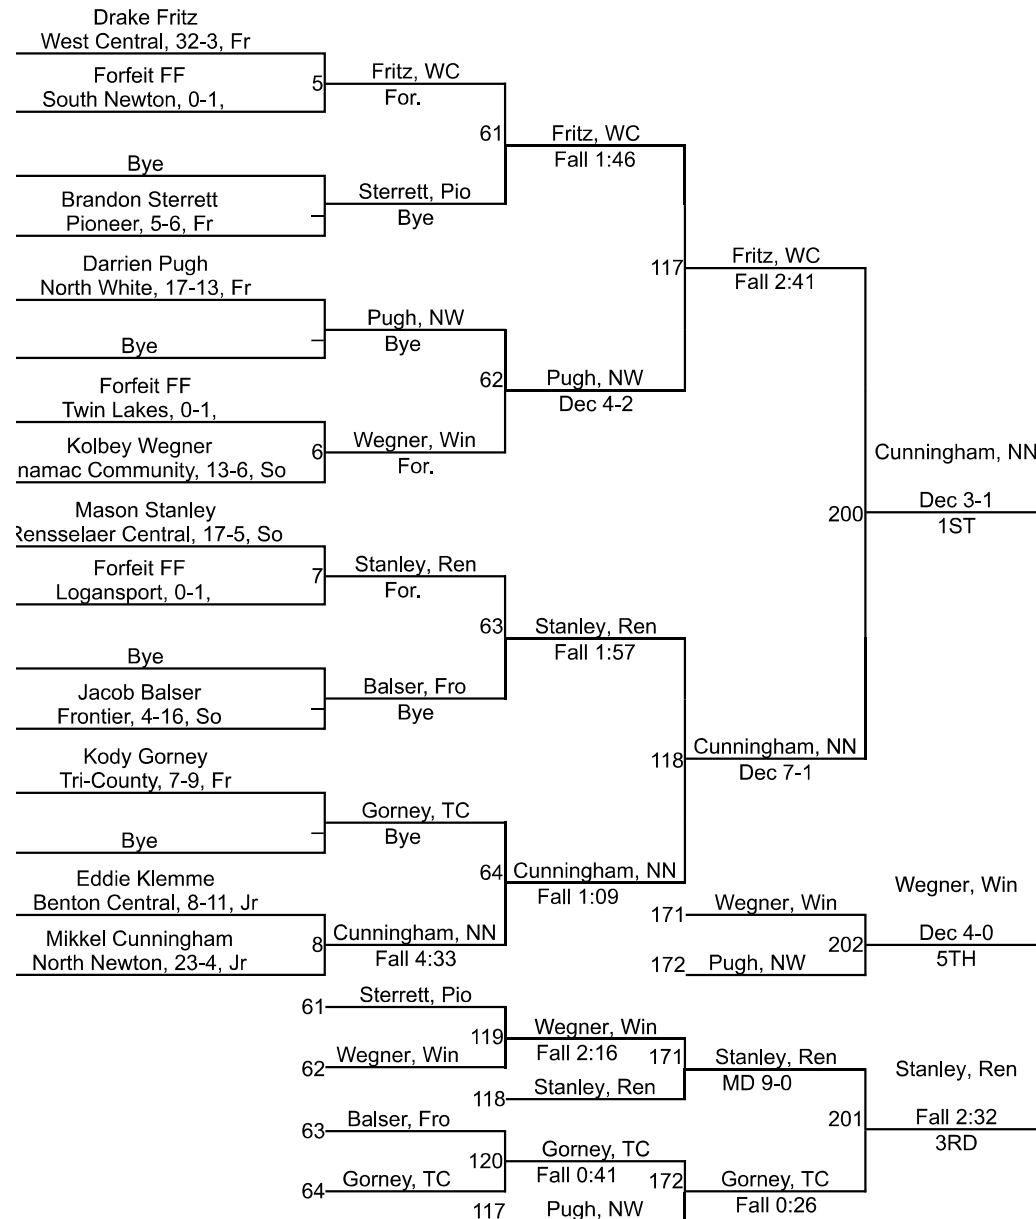 Drake Fritz
West Central, 32-3, Fr
Forfeit FF
South Newton, 0-1,
5
Fritz, WC
For.
61
Fritz, WC
Fall 1:46
Bye
Brandon Sterrett
Pioneer, 5-6, Fr
Sterrett, Pio
Bye
117
Fritz, WC
Fall 2:41
Darrien Pugh
North White, 17-13, Fr
Bye
Pugh, NW
Bye
62
Pugh, NW
Dec 4-2
Forfeit FF
Twin Lakes, 0-1,
Kolbey Wegner
namac Community, 13-6, So
6
Wegner, Win
For.
Cunningham, NN
200
Dec 3-1
1ST
Mason Stanley
Rensselaer Central, 17-5, So
Forfeit FF
Logansport, 0-1,
7
Stanley, Ren
For.
63
Stanley, Ren
Fall 1:57
Bye
Jacob Balser
Frontier, 4-16, So
Balser, Fro
Bye
118
Cunningham, NN
Dec 7-1
Kody Gorney
Tri-County, 7-9, Fr
Bye
Gorney, TC
Bye
64
Cunningham, NN
Fall 1:09
Eddie Klemme
Benton Central, 8-11, Jr
Mikkel Cunningham
North Newton, 23-4, Jr
8
Cunningham, NN
Fall 4:33
171
Wegner, Win
172
Pugh, NW
202
Wegner, Win
Dec 4-0
5TH
61
Sterrett, Pio
62
Wegner, Win
119
Wegner, Win
Fall 2:16
118
Stanley, Ren
171
Stanley, Ren
MD 9-0
201
Stanley, Ren
Fall 2:32
3RD
63
Balser, Fro
64
Gorney, TC
120
Gorney, TC
Fall 0:41
117
Pugh, NW
172
Gorney, TC
Fall 0:26